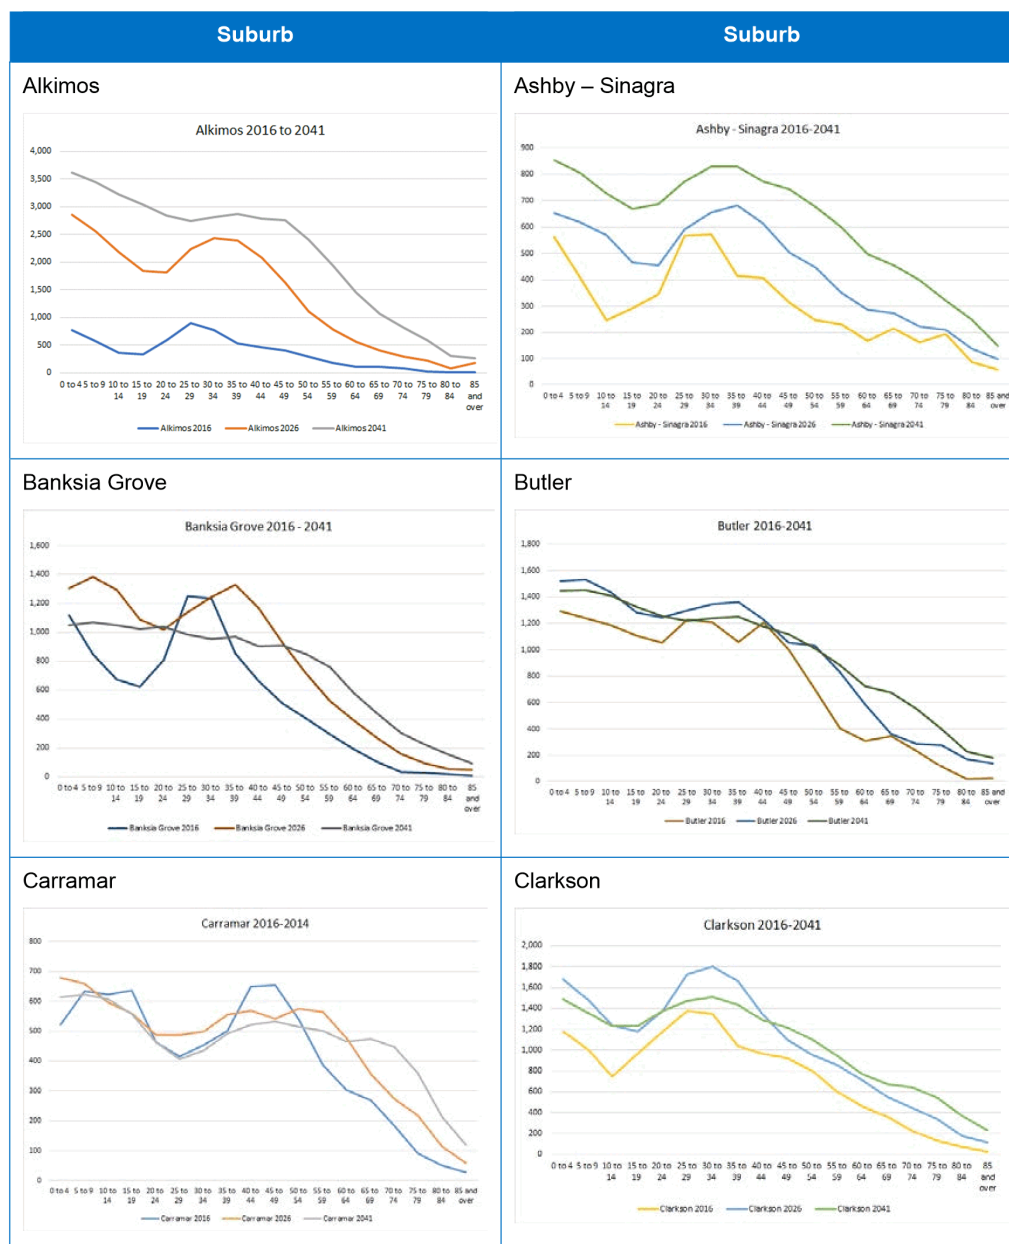 Suburb
Suburb
Alkimos
Alkimos 2016 to 2041
4,000
3,500
3,000
2,500
2,000
1,500
1,000
500
0
0 to 4 5 to 9 10 to 15 to 20 to 25 to 30 to 35 to 40 to 45 to 50 to 55 to 60 to 65 to 70 to 75 to 80 to 85
14 19 24 29 34 39 44 49 54 59 64 69 74 79 84 and
over
Alkimos 2016 Alkimos 2026 Alkimos 2041
Ashby – Sinagra
Ashby - Sinagra 2016-2041
900
800
700
600
500
400
300
200
100
0
0 to 4 5 to 9 10 to 15 to 20 to 25 to 30 to 35 to 40 to 45 to 50 to 55 to 60 to 65 to 70 to 75 to 80 to 85 and
14 19 24 29 34 39 44 49 54 59 64 69 74 79 84 over
Ashby - Sinagra 2016 Ashby - Sinagra 2026 Ashby - Sinagra 2041
Banksia Grove
Banksia Grove 2016 - 2041
1,600
1,400
1,200
1,000
800
600
400
200
0
0 to 4 5 to 9 10 to 15 to 20 to 25 to 30 to 35 to 40 to 45 to 50 to 55 to 60 to 65 to 70 to 75 to 80 to 85
14 19 24 29 34 39 44 49 54 59 64 69 74 79 84 and
over
Banksia Grove 2016 Banksia Grove 2026 Banksia Grove 2041
Butler
Butler 2016-2041
1,800
1,600
1,400
1,200
1,000
800
600
400
200
0
0 to 4 5 to 9 10 to 15 to 20 to 25 to 30 to 35 to 40 to 45 to 50 to 55 to 60 to 65 to 70 to 75 to 80 to 85 and
14 19 24 29 34 39 44 49 54 59 64 69 74 79 84 over
Butler 2016 Butler 2026 Butler 2041
Carramar
Carramar 2016-2014
800
700
600
500
400
300
200
100
0
0 to 4 5 to 9 10 to 15 to 20 to 25 to 30 to 35 to 40 to 45 to 50 to 55 to 60 to 65 to 70 to 75 to 80 to 85 and
14 19 24 29 34 39 44 49 54 59 64 69 74 79 84 over
Carramar 2016 Carramar 2026 Carramar 2041
Clarkson
Clarkson 2016-2041
2,000
1,800
1,600
1,400
1,200
1,000
800
600
400
200
0
0 to 4 5 to 9 10 to 15 to 20 to 25 to 30 to 35 to 40 to 45 to 50 to 55 to 60 to 65 to 70 to 75 to 80 to 85
14 19 24 29 34 39 44 49 54 59 64 69 74 79 84 and
over
Clarkson 2016 Clarkson 2026 Clarkson 2041